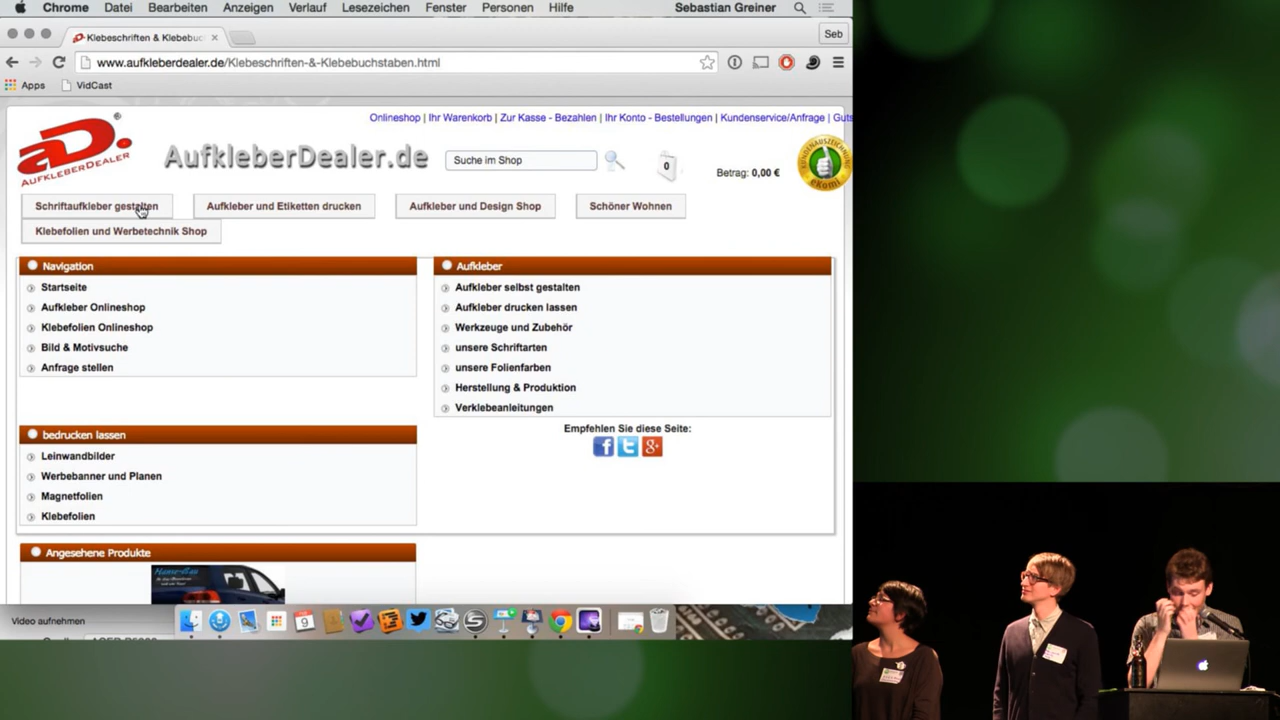 Chrome Datei Bearbeiten Anzeigen Verlauf Lesezeichen Fenster Personen Hilfe Sebastian Greiner
Klebeschriften & Klebebuc
Seb
www.aufkleberdealer.de/Klebeschriften-&-Klebebuchstaben.html
Apps VidCast
Onlineshop | Ihr Warenkorb | Zur Kasse - Bezahlen | Ihr Konto - Bestellungen | Kundenservice/Anfrage | Guts
aD.®
AUFKLEBERDEALER
AufkleberDealer.de
Suche im Shop
0
Betrag: 0,00 €
KUNDENAUSZEICHNUNG
eKomi
Schriftaufkleber gestalten
Aufkleber und Etiketten drucken
Aufkleber und Design Shop
Schöner Wohnen
Klebefolien und Werbetechnik Shop
Navigation
Startseite
Aufkleber Onlineshop
Klebefolien Onlineshop
Bild & Motivsuche
Anfrage stellen
Aufkleber
Aufkleber selbst gestalten
Aufkleber drucken lassen
Werkzeuge und Zubehör
unsere Schriftarten
unsere Folienfarben
Herstellung & Produktion
Verklebeanleitungen
Empfehlen Sie diese Seite:
bedrucken lassen
Leinwandbilder
Werbebanner und Planen
Magnetfolien
Klebefolien
Angesehene Produkte
Video aufnehmen
9